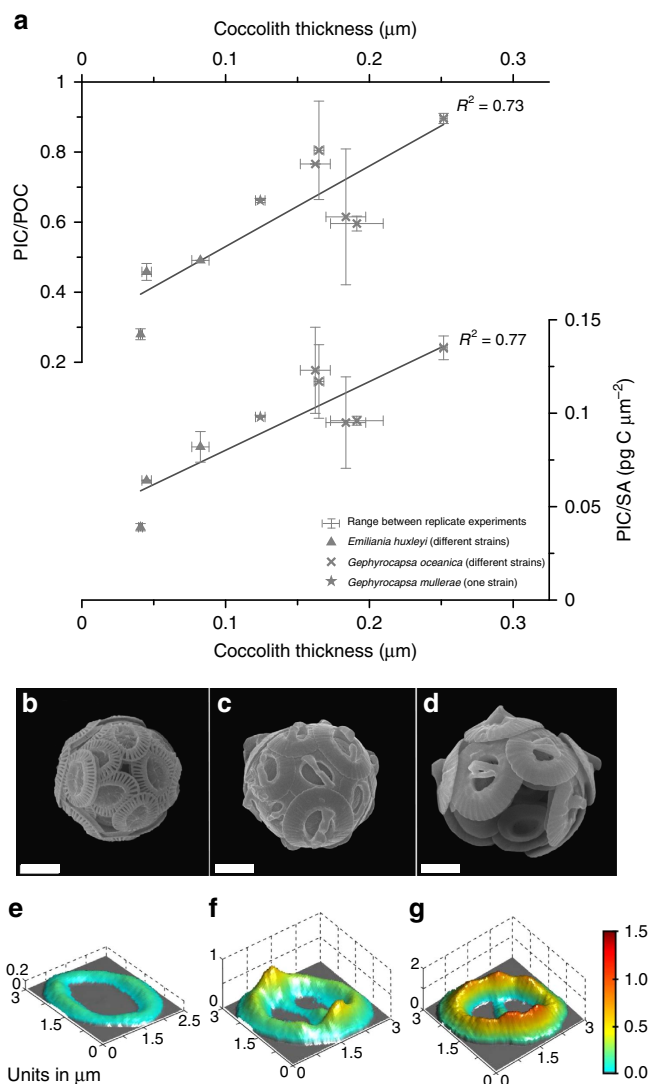 a
Coccolith thickness (μm)
0 0.1 0.2 0.3
1
0.8
0.6
0.4
0.2
PIC/POC
R² = 0.73
0.15
0.1
0.05
0
PIC/SA (pg C μm⁻²)
R² = 0.77
Range between replicate experiments
Emiliania huxleyi (different strains)
Gephyrocapsa oceanica (different strains)
Gephyrocapsa mullerae (one strain)
0 0.1 0.2 0.3
Coccolith thickness (μm)
b c d
e f g
0.2
0
3
1.5
0 0
1.5
2.5
1
0
3
1.5
0 0
1.5
3
2
0
3
1.5
0 0
1.5
3
1.5
1.0
0.5
0.0
Units in μm